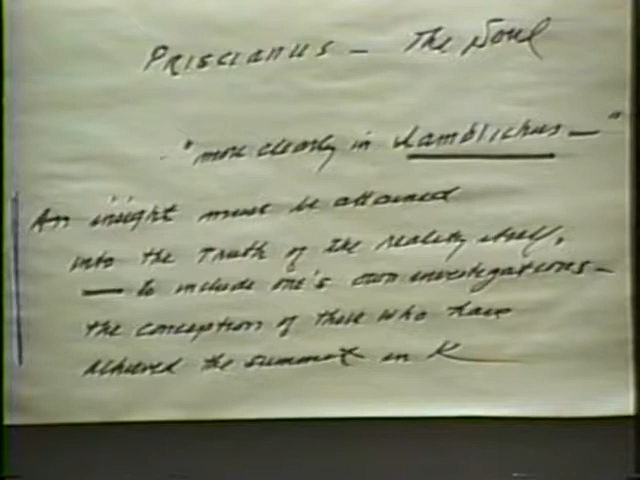 Priscianus — The Soul
"more clearly in Iamblichus —"
An insight must be attained
into the Truth of the reality itself,
— to include one's own investigations —
the conception of those who have
achieved the summit in K